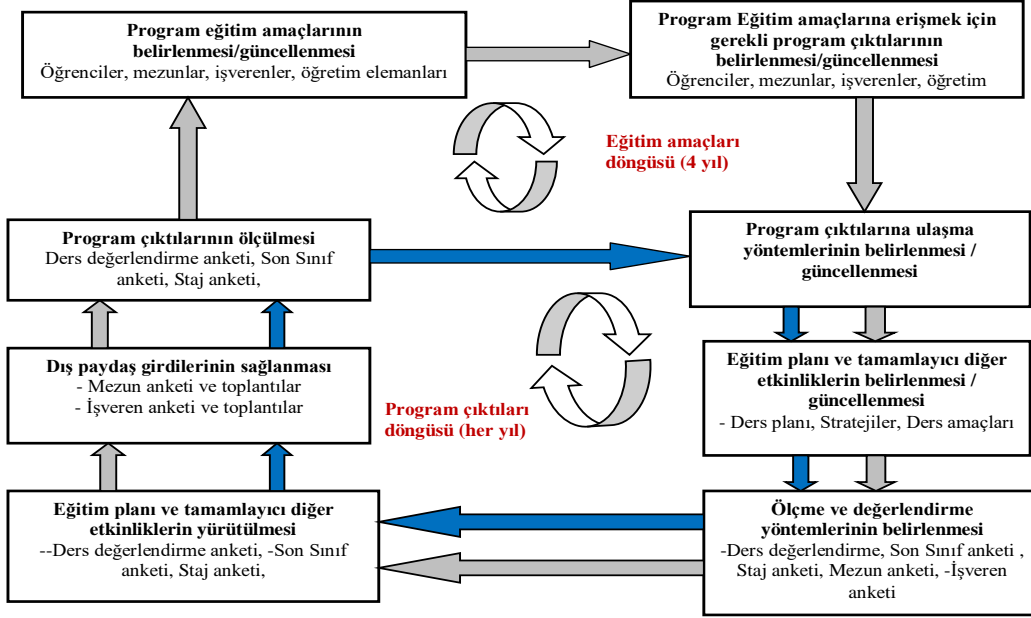 Program eğitim amaçlarının
belirlenmesi/güncellenmesi
Öğrenciler, mezunlar, işverenler, öğretim elemanları
Program Eğitim amaçlarına erişmek için
gerekli program çıktılarının
belirlenmesi/güncellenmesi
Öğrenciler, mezunlar, işverenler, öğretim
Eğitim amaçları
döngüsü (4 yıl)
Program çıktılarının ölçülmesi
Ders değerlendirme anketi, Son Sınıf
anketi, Staj anketi,
Program çıktılarına ulaşma
yöntemlerinin belirlenmesi /
güncellenmesi
Dış paydaş girdilerinin sağlanması
- Mezun anketi ve toplantılar
- İşveren anketi ve toplantılar
Program çıktıları
döngüsü (her yıl)
Eğitim planı ve tamamlayıcı diğer
etkinliklerin belirlenmesi /
güncellenmesi
- Ders planı, Stratejiler, Ders amaçları
Eğitim planı ve tamamlayıcı diğer
etkinliklerin yürütülmesi
--Ders değerlendirme anketi, -Son Sınıf
anketi, Staj anketi,
Ölçme ve değerlendirme
yöntemlerinin belirlenmesi
-Ders değerlendirme, Son Sınıf anketi ,
Staj anketi, Mezun anketi, -İşveren
anketi